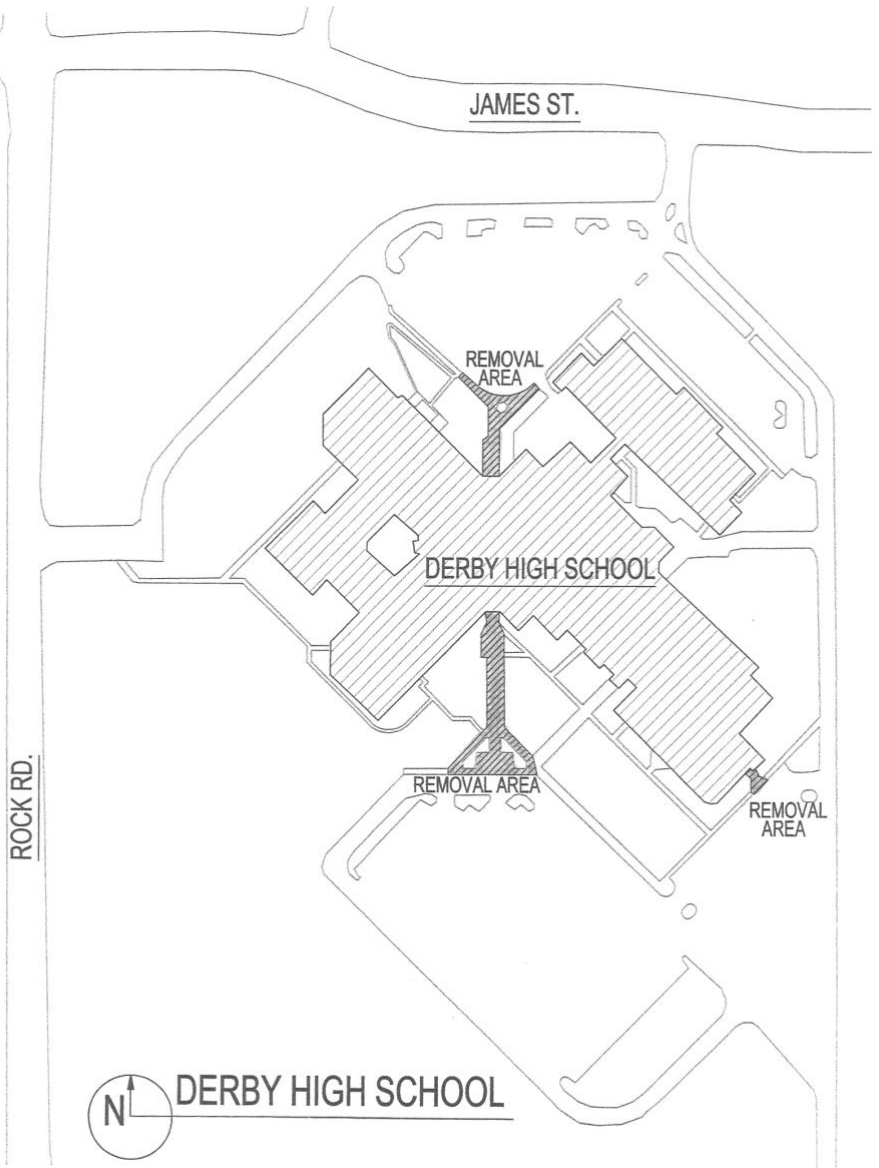 JAMES ST.
REMOVAL
AREA
DERBY HIGH SCHOOL
ROCK RD.
REMOVAL AREA
REMOVAL
AREA
N
DERBY HIGH SCHOOL